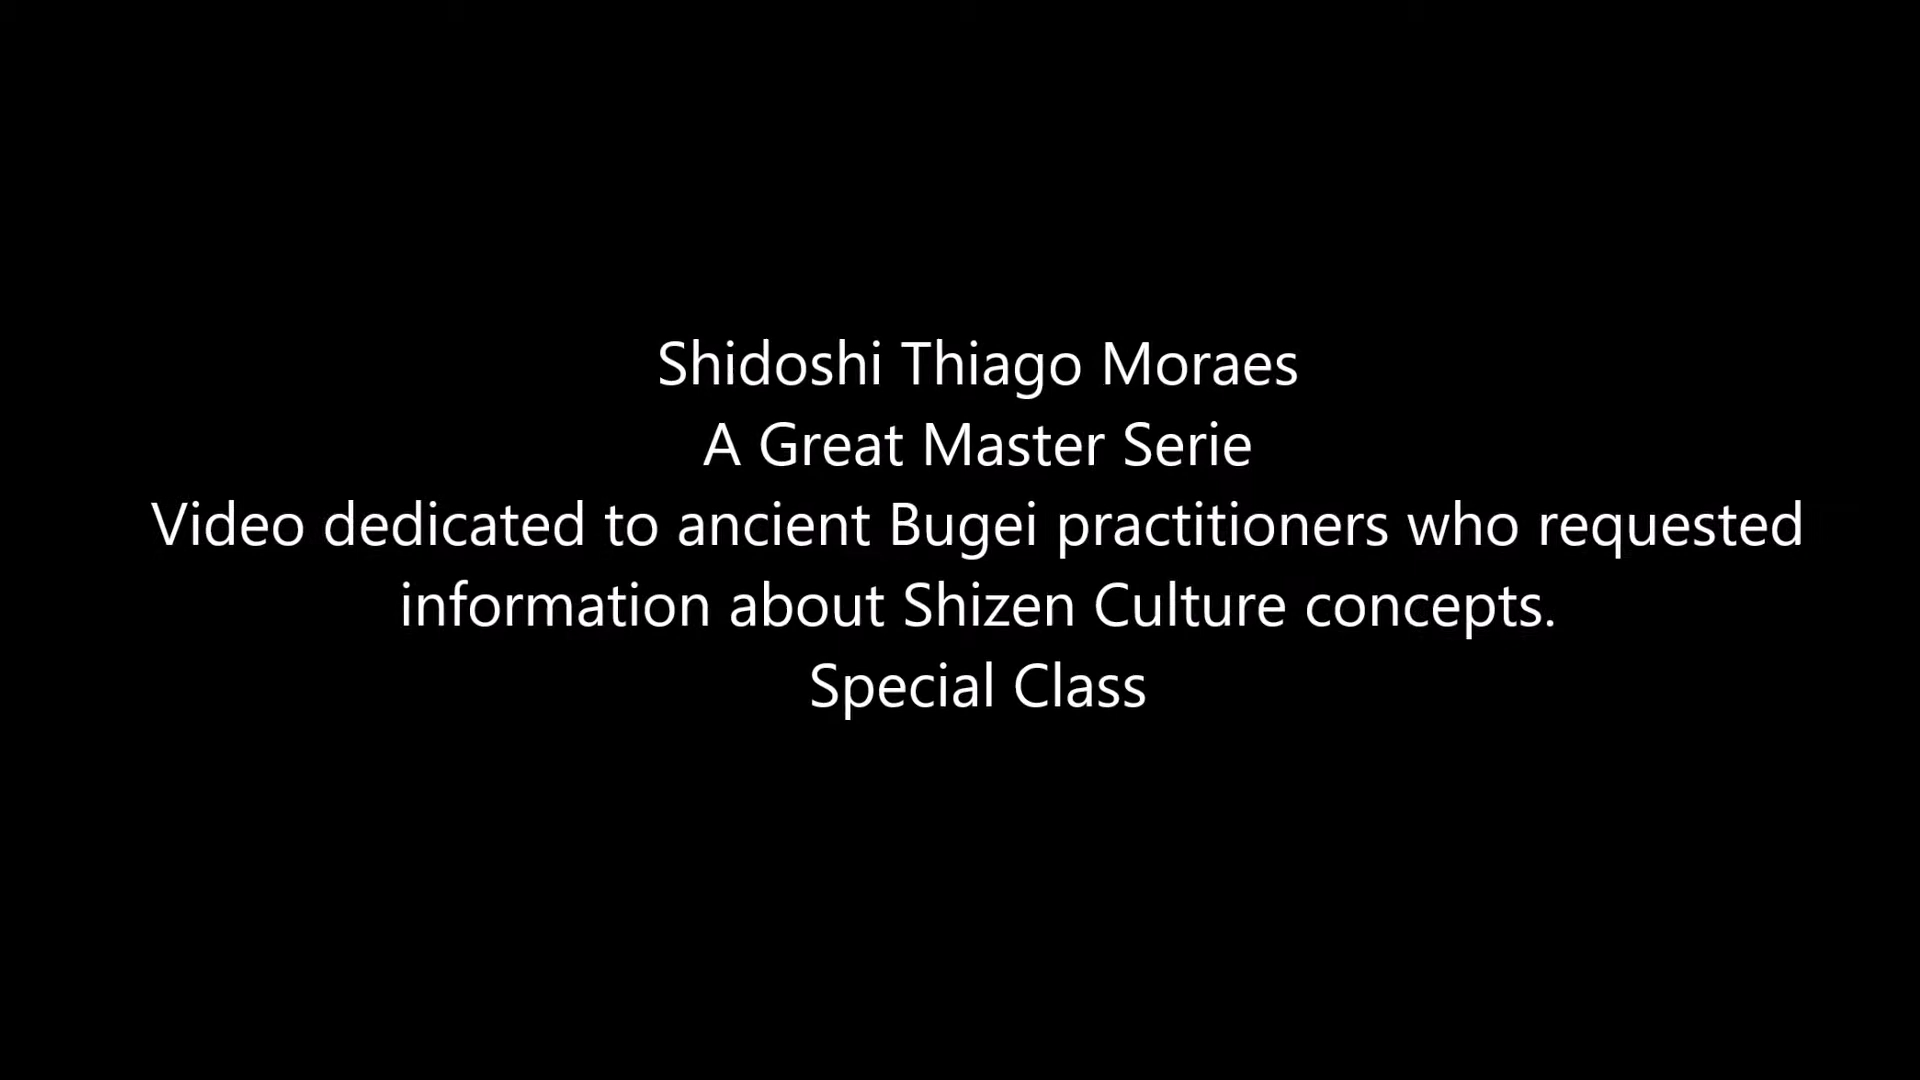 Shidoshi Thiago Moraes
A Great Master Serie
Video dedicated to ancient Bugei practitioners who requested
information about Shizen Culture concepts.
Special Class